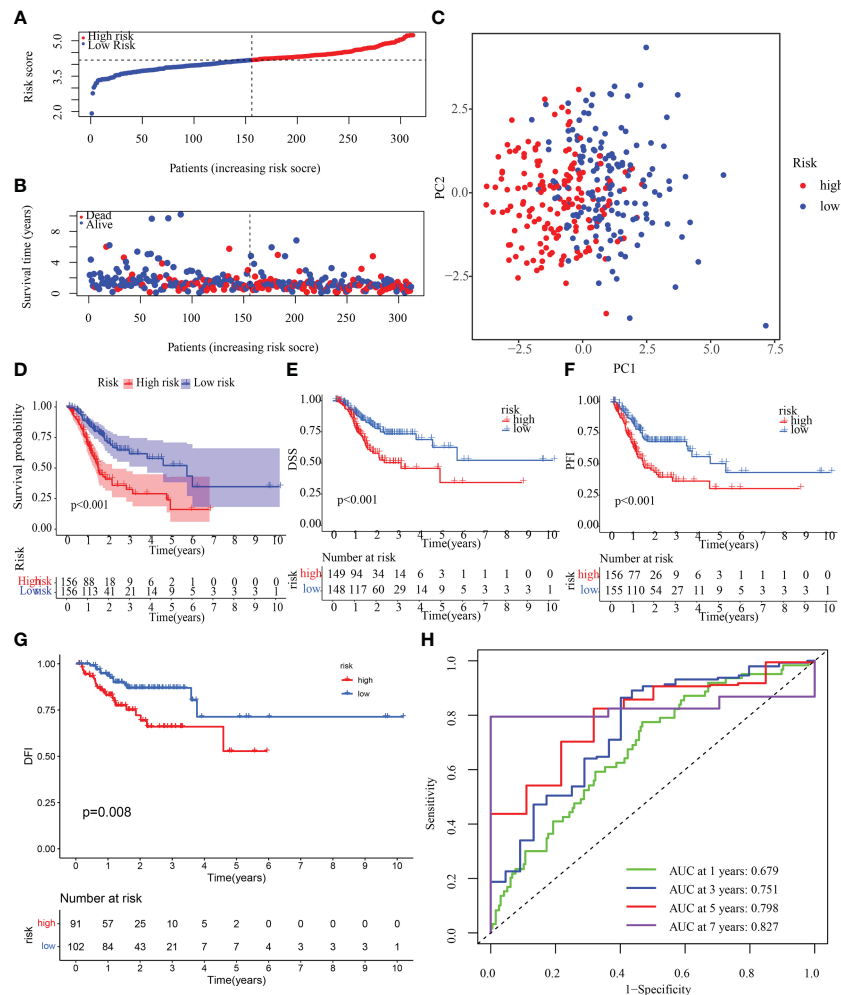 A
High risk
Low Risk
Risk score
5.0
3.5
2.0
0 50 100 150 200 250 300
Patients (increasing risk socre)
B
Dead
Alive
Survival time (years)
8
6
4
2
0
0 50 100 150 200 250 300
Patients (increasing risk socre)
C
PC2
2.5
0.0
−2.5
−2.5 0.0 2.5 5.0 7.5
PC1
Risk
high
low
D
Risk High risk Low risk
Survival probability
1.00
0.75
0.50
0.25
0.00
p<0.001
0 1 2 3 4 5 6 7 8 9 10
Time(years)
Risk
High risk 156 88 18 9 6 2 1 0 0 0 0
Low risk 156 113 41 21 14 9 5 3 3 3 1
0 1 2 3 4 5 6 7 8 9 10
Time(years)
E
DSS
1.00
0.75
0.50
0.25
0.00
risk
high
low
p<0.001
0 1 2 3 4 5 6 7 8 9 10
Time(years)
Number at risk
risk
high 149 94 34 14 6 3 1 1 1 0 0
low 148 117 60 29 14 9 5 3 3 3 1
0 1 2 3 4 5 6 7 8 9 10
Time(years)
F
PFI
1.00
0.75
0.50
0.25
0.00
risk
high
low
p<0.001
0 1 2 3 4 5 6 7 8 9 10
Time(years)
Number at risk
risk
high 156 77 26 9 6 3 1 1 1 0 0
low 155 110 54 27 11 9 5 3 3 3 1
0 1 2 3 4 5 6 7 8 9 10
Time(years)
G
DFI
1.00
0.75
0.50
0.25
0.00
risk
high
low
p=0.008
0 1 2 3 4 5 6 7 8 9 10
Time(years)
Number at risk
risk
high 91 57 25 10 5 2 0 0 0 0 0
low 102 84 43 21 7 7 4 3 3 3 1
0 1 2 3 4 5 6 7 8 9 10
Time(years)
H
Sensitivity
1.0
0.8
0.6
0.4
0.2
0.0
AUC at 1 years: 0.679
AUC at 3 years: 0.751
AUC at 5 years: 0.798
AUC at 7 years: 0.827
0.0 0.2 0.4 0.6 0.8 1.0
1−Specificity